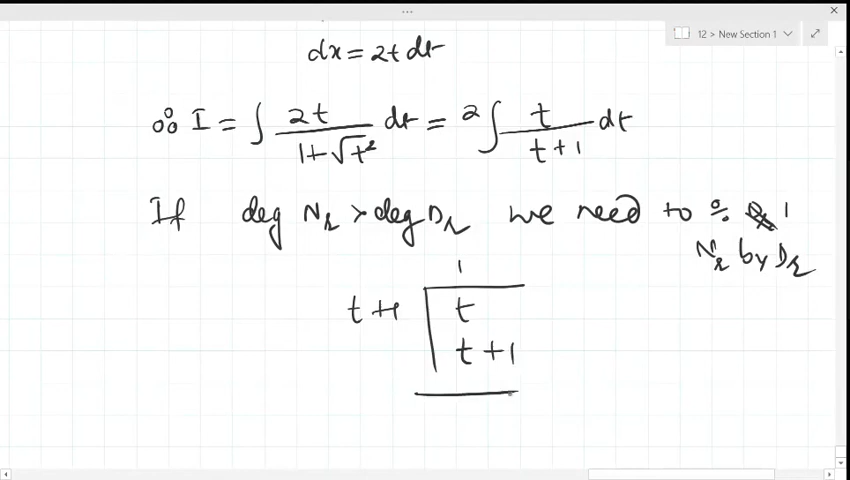 12 > New Section 1
dx = 2t dt
∴ I = ∫ 2t / 1+√t² dt = 2 ∫ t / t+1 dt
If deg Nr > deg Dr we need to % 1
Nr by Dr
1
t+1 | t
t+1